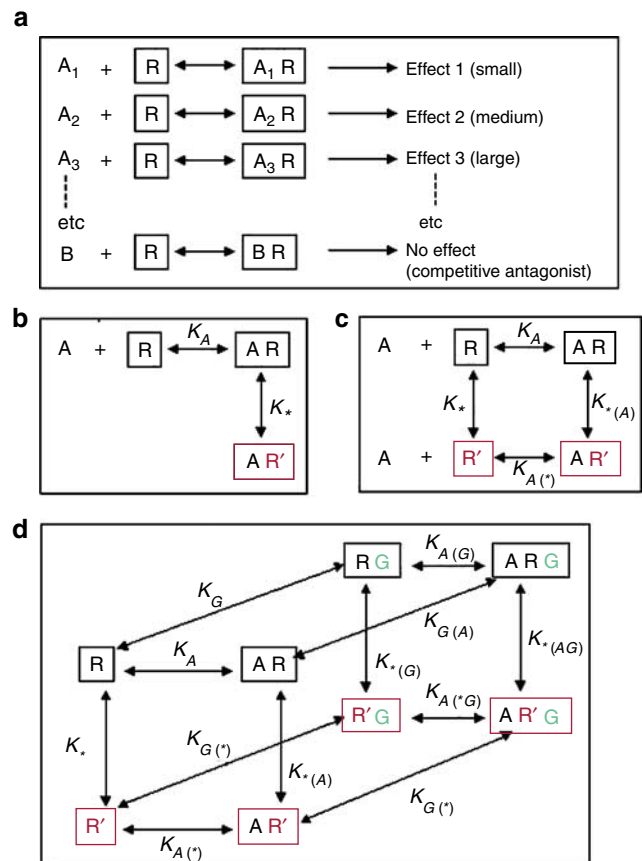 a
A1 + R A1 R Effect 1 (small)
A2 + R A2 R Effect 2 (medium)
A3 + R A3 R Effect 3 (large)
etc etc
B + R B R No effect
(competitive antagonist)
b
A + R KA A R
K*
A R′
c
A + R KA A R
K* K*(A)
A + R′ KA(*) A R′
d
R G KA(G) A R G
KG KG(A)
R KA A R K*(G) K*(AG)
R′ G KA(*G) A R′ G
K* KG(*) K*(A) KG(*)
R′ KA(*) A R′